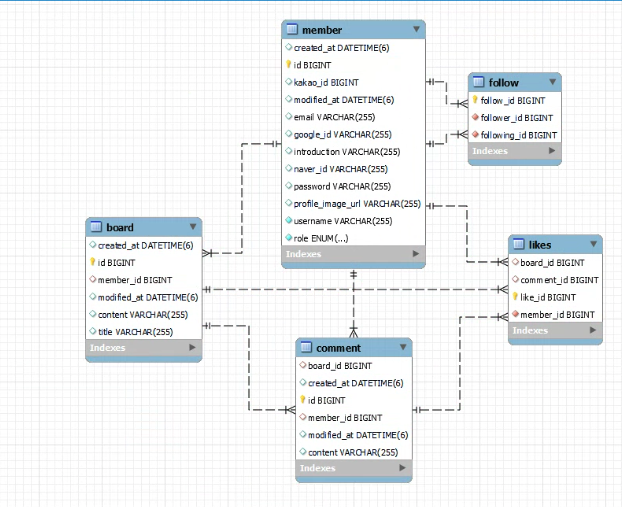 member
created_at DATETIME(6)
id BIGINT
kakao_id BIGINT
modified_at DATETIME(6)
email VARCHAR(255)
google_id VARCHAR(255)
introduction VARCHAR(255)
naver_id VARCHAR(255)
password VARCHAR(255)
profile_image_url VARCHAR(255)
username VARCHAR(255)
role ENUM(...)
Indexes
follow
follow_id BIGINT
follower_id BIGINT
following_id BIGINT
Indexes
board
created_at DATETIME(6)
id BIGINT
member_id BIGINT
modified_at DATETIME(6)
content VARCHAR(255)
title VARCHAR(255)
Indexes
likes
board_id BIGINT
comment_id BIGINT
like_id BIGINT
member_id BIGINT
Indexes
comment
board_id BIGINT
created_at DATETIME(6)
id BIGINT
member_id BIGINT
modified_at DATETIME(6)
content VARCHAR(255)
Indexes